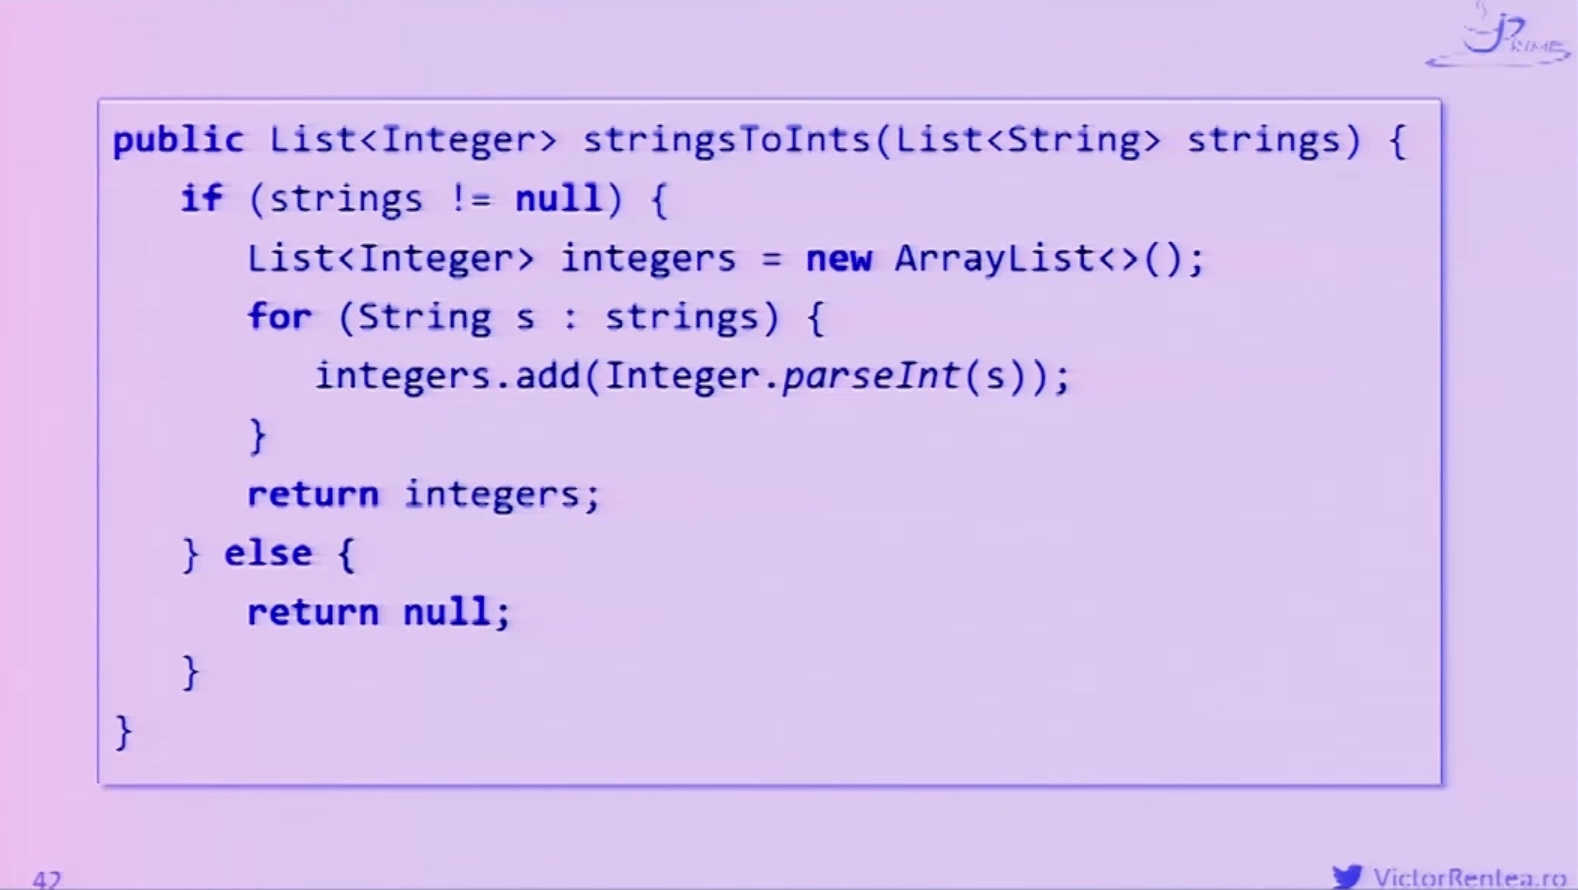 jPRIME
public List<Integer> stringsToInts(List<String> strings) {
if (strings != null) {
List<Integer> integers = new ArrayList<>();
for (String s : strings) {
integers.add(Integer.parseInt(s));
}
return integers;
} else {
return null;
}
}
42
VictorRentea.ro